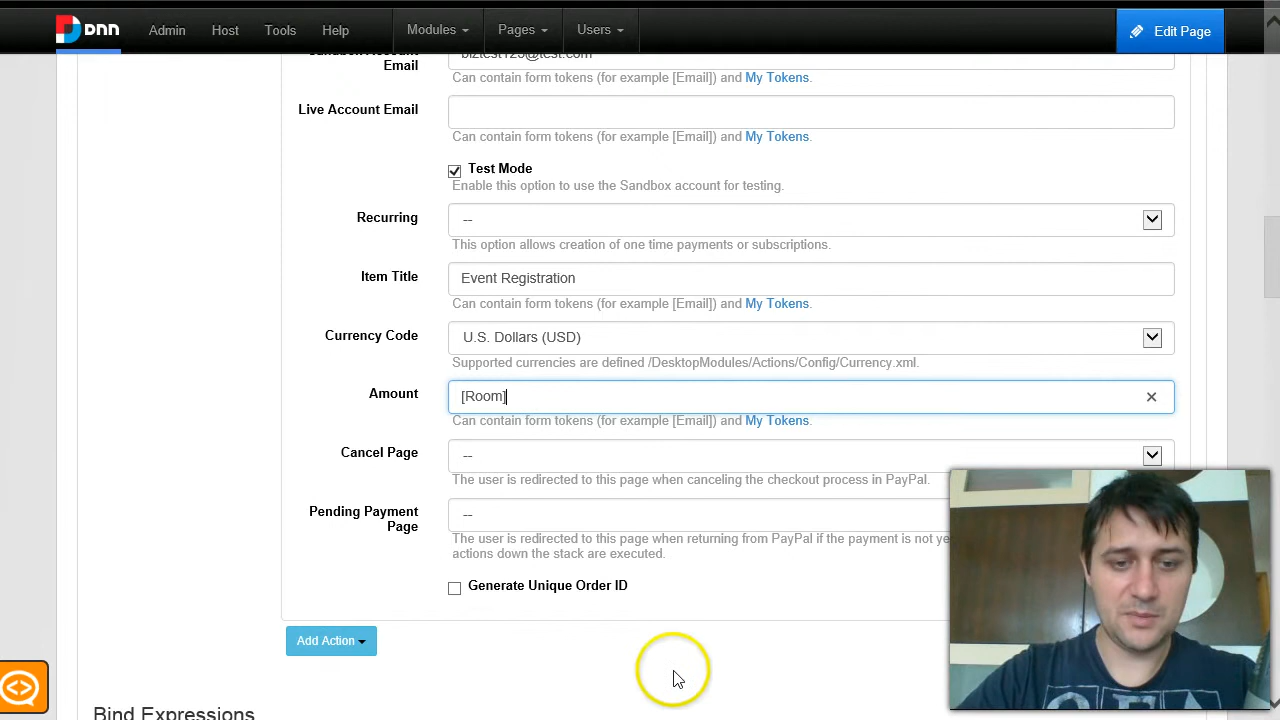 DNN Admin Host Tools Help Modules Pages Users Edit Page
Email
Can contain form tokens (for example [Email]) and My Tokens.
Live Account Email
Can contain form tokens (for example [Email]) and My Tokens.
Test Mode
Enable this option to use the Sandbox account for testing.
Recurring --
This option allows creation of one time payments or subscriptions.
Item Title Event Registration
Can contain form tokens (for example [Email]) and My Tokens.
Currency Code U.S. Dollars (USD)
Supported currencies are defined /DesktopModules/Actions/Config/Currency.xml.
Amount [Room]
Can contain form tokens (for example [Email]) and My Tokens.
Cancel Page --
The user is redirected to this page when canceling the checkout process in PayPal.
Pending Payment --
Page
The user is redirected to this page when returning from PayPal if the payment is not
actions down the stack are executed.
Generate Unique Order ID
Add Action
Bind Expressions